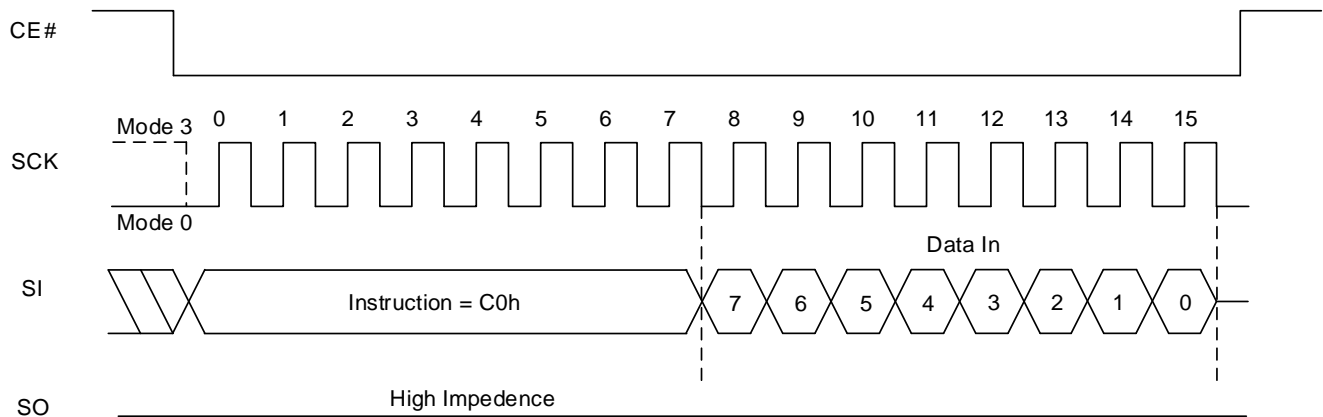 CE#
Mode 3 0 1 2 3 4 5 6 7 8 9 10 11 12 13 14 15
SCK
Mode 0
Data In
SI Instruction = C0h 7 6 5 4 3 2 1 0
High Impedence
SO